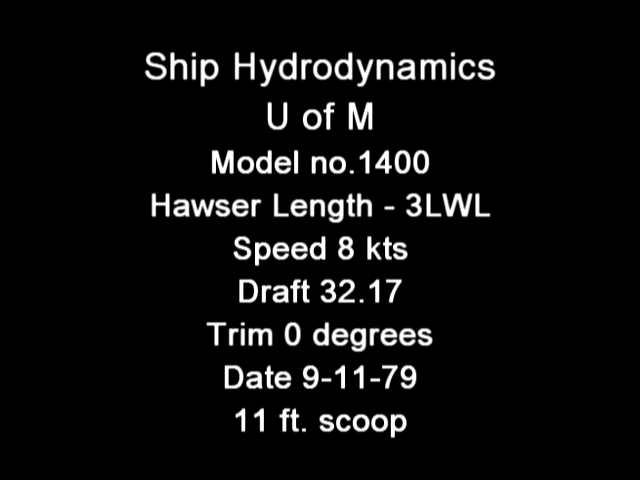 Ship Hydrodynamics
U of M
Model no.1400
Hawser Length - 3LWL
Speed 8 kts
Draft 32.17
Trim 0 degrees
Date 9-11-79
11 ft. scoop